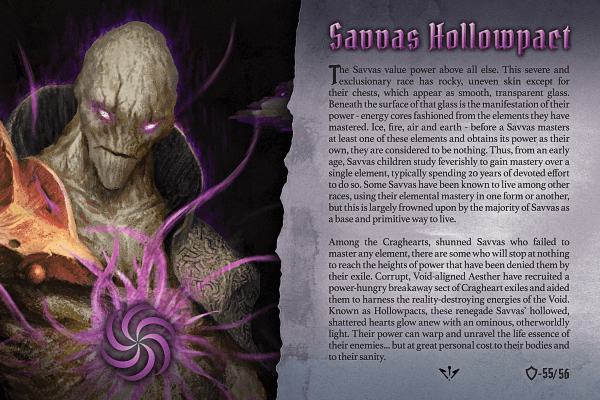 Savvas Hollowpact
The Savvas value power above all else. This severe and
exclusionary race has rocky, uneven skin except for
their chests, which appear as smooth, transparent glass.
Beneath the surface of that glass is the manifestation of their
power - energy cores fashioned from the elements they have
mastered. Ice, fire, air and earth - before a Savvas masters
at least one of these elements and obtains its power as their
own, they are considered to be nothing. Thus, from an early
age, Savvas children study feverishly to gain mastery over a
single element, typically spending 20 years of devoted effort
to do so. Some Savvas have been known to live among other
races, using their elemental mastery in one form or another,
but this is largely frowned upon by the majority of Savvas as
a base and primitive way to live.
Among the Craghearts, shunned Savvas who failed to
master any element, there are some who will stop at nothing
to reach the heights of power that have been denied them by
their exile. Corrupt, Void-aligned Aesther have recruited a
power-hungry breakaway sect of Cragheart exiles and aided
them to harness the reality-destroying energies of the Void.
Known as Hollowpacts, these renegade Savvas' hollowed,
shattered hearts glow anew with an ominous, otherworldly
light. Their power can warp and unravel the life essence of
their enemies... but at great personal cost to their bodies and
to their sanity.
-55/56